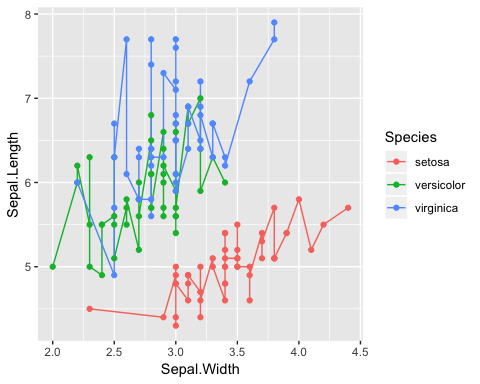 8
7
6
5
Sepal.Length
2.0 2.5 3.0 3.5 4.0 4.5
Sepal.Width
Species
setosa
versicolor
virginica